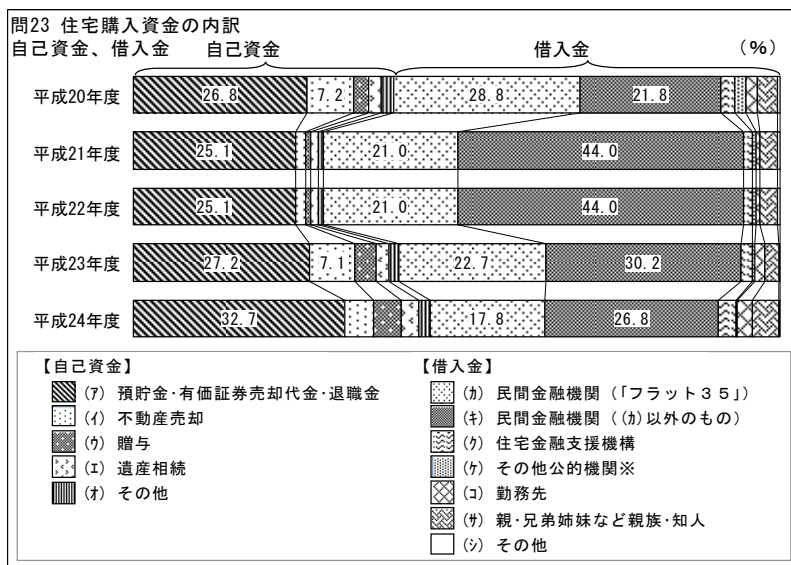 問23 住宅購入資金の内訳
自己資金、借入金 自己資金 借入金 (%)
平成20年度 26.8 7.2 28.8 21.8
平成21年度 25.1 21.0 44.0
平成22年度 25.1 21.0 44.0
平成23年度 27.2 7.1 22.7 30.2
平成24年度 32.7 17.8 26.8
【自己資金】
(ｱ) 預貯金･有価証券売却代金･退職金
(ｲ) 不動産売却
(ｳ) 贈与
(ｴ) 遺産相続
(ｵ) その他
【借入金】
(ｶ) 民間金融機関（｢フラット３５｣）
(ｷ) 民間金融機関（(ｶ)以外のもの）
(ｸ) 住宅金融支援機構
(ｹ) その他公的機関※
(ｺ) 勤務先
(ｻ) 親･兄弟姉妹など親族･知人
(ｼ) その他